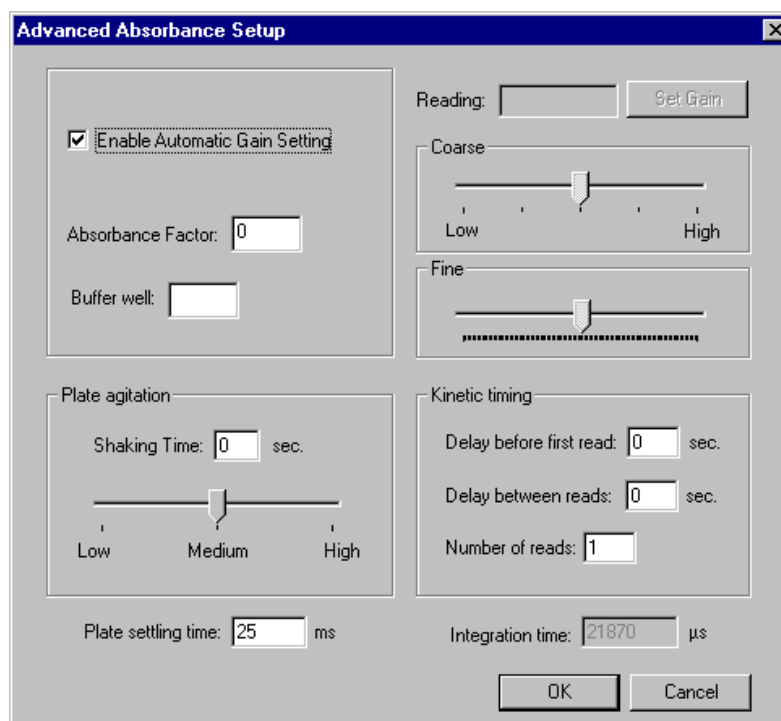 Advanced Absorbance Setup
Enable Automatic Gain Setting
Absorbance Factor: 0
Buffer well:
Reading: Set Gain
Coarse
Low High
Fine
Plate agitation
Shaking Time: 0 sec.
Low Medium High
Kinetic timing
Delay before first read: 0 sec.
Delay between reads: 0 sec.
Number of reads: 1
Plate settling time: 25 ms
Integration time: 21870 µs
OK Cancel